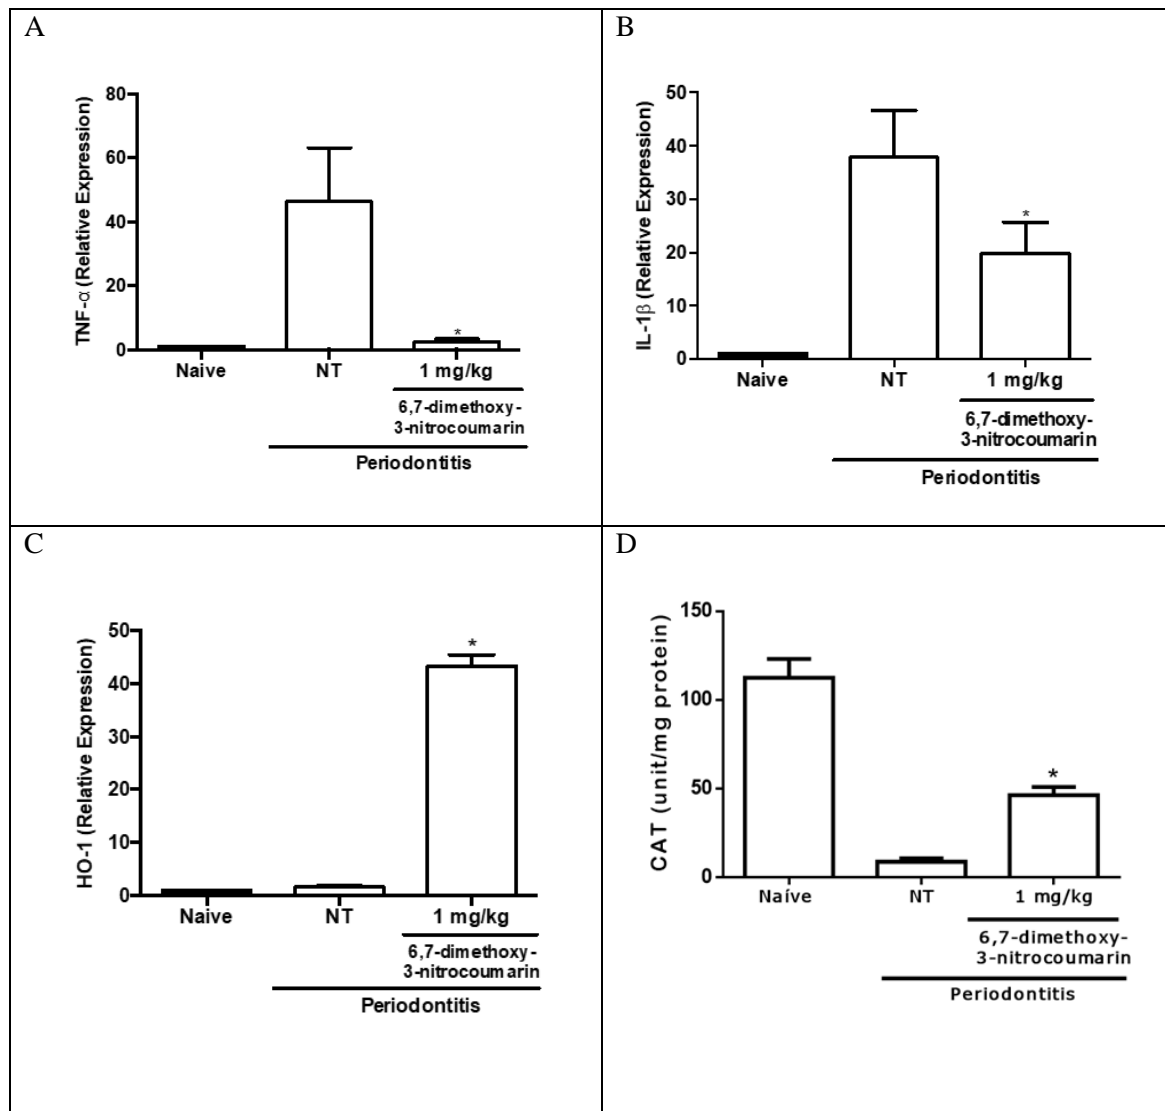 A
TNF-α (Relative Expression)
80
60
40
20
0
*
Naive
NT
1 mg/kg
6,7-dimethoxy-
3-nitrocoumarin
Periodontitis
B
IL-1β (Relative Expression)
50
40
30
20
10
0
*
Naive
NT
1 mg/kg
6,7-dimethoxy-
3-nitrocoumarin
Periodontitis
C
HO-1 (Relative Expression)
50
40
30
20
10
0
*
Naive
NT
1 mg/kg
6,7-dimethoxy-
3-nitrocoumarin
Periodontitis
D
CAT (unit/mg protein)
150
100
50
0
*
Naíve
NT
1 mg/kg
6,7-dimethoxy-
3-nitrocoumarin
Periodontitis